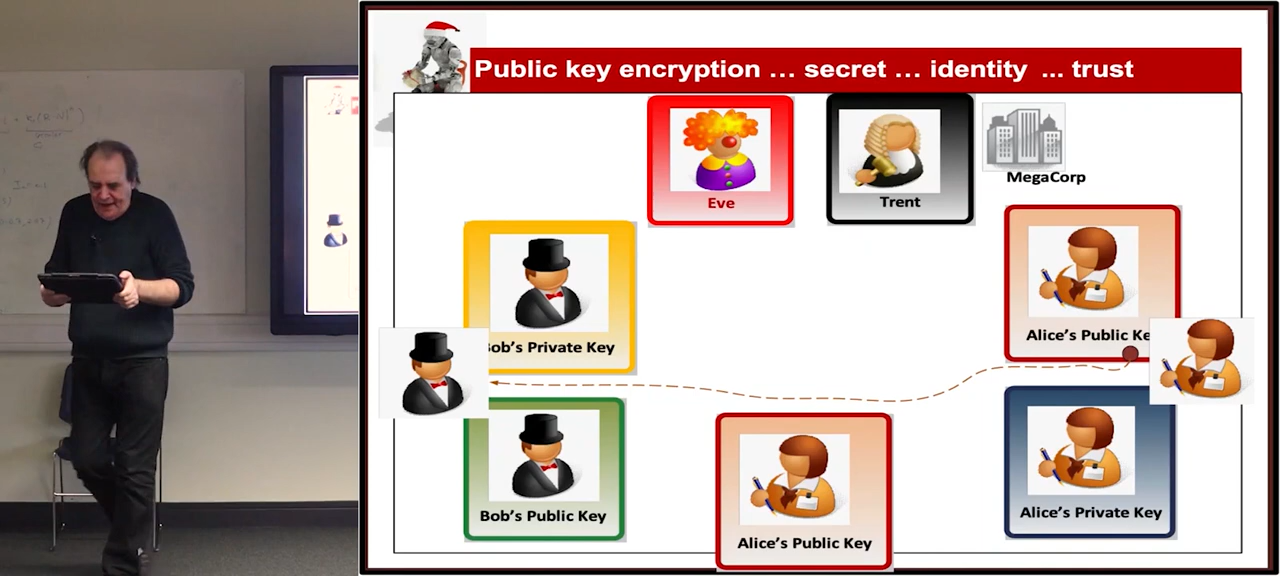 Public key encryption … secret … identity ... trust
Eve
Trent
MegaCorp
Bob's Private Key
Alice's Public Key
Bob's Public Key
Alice's Public Key
Alice's Private Key